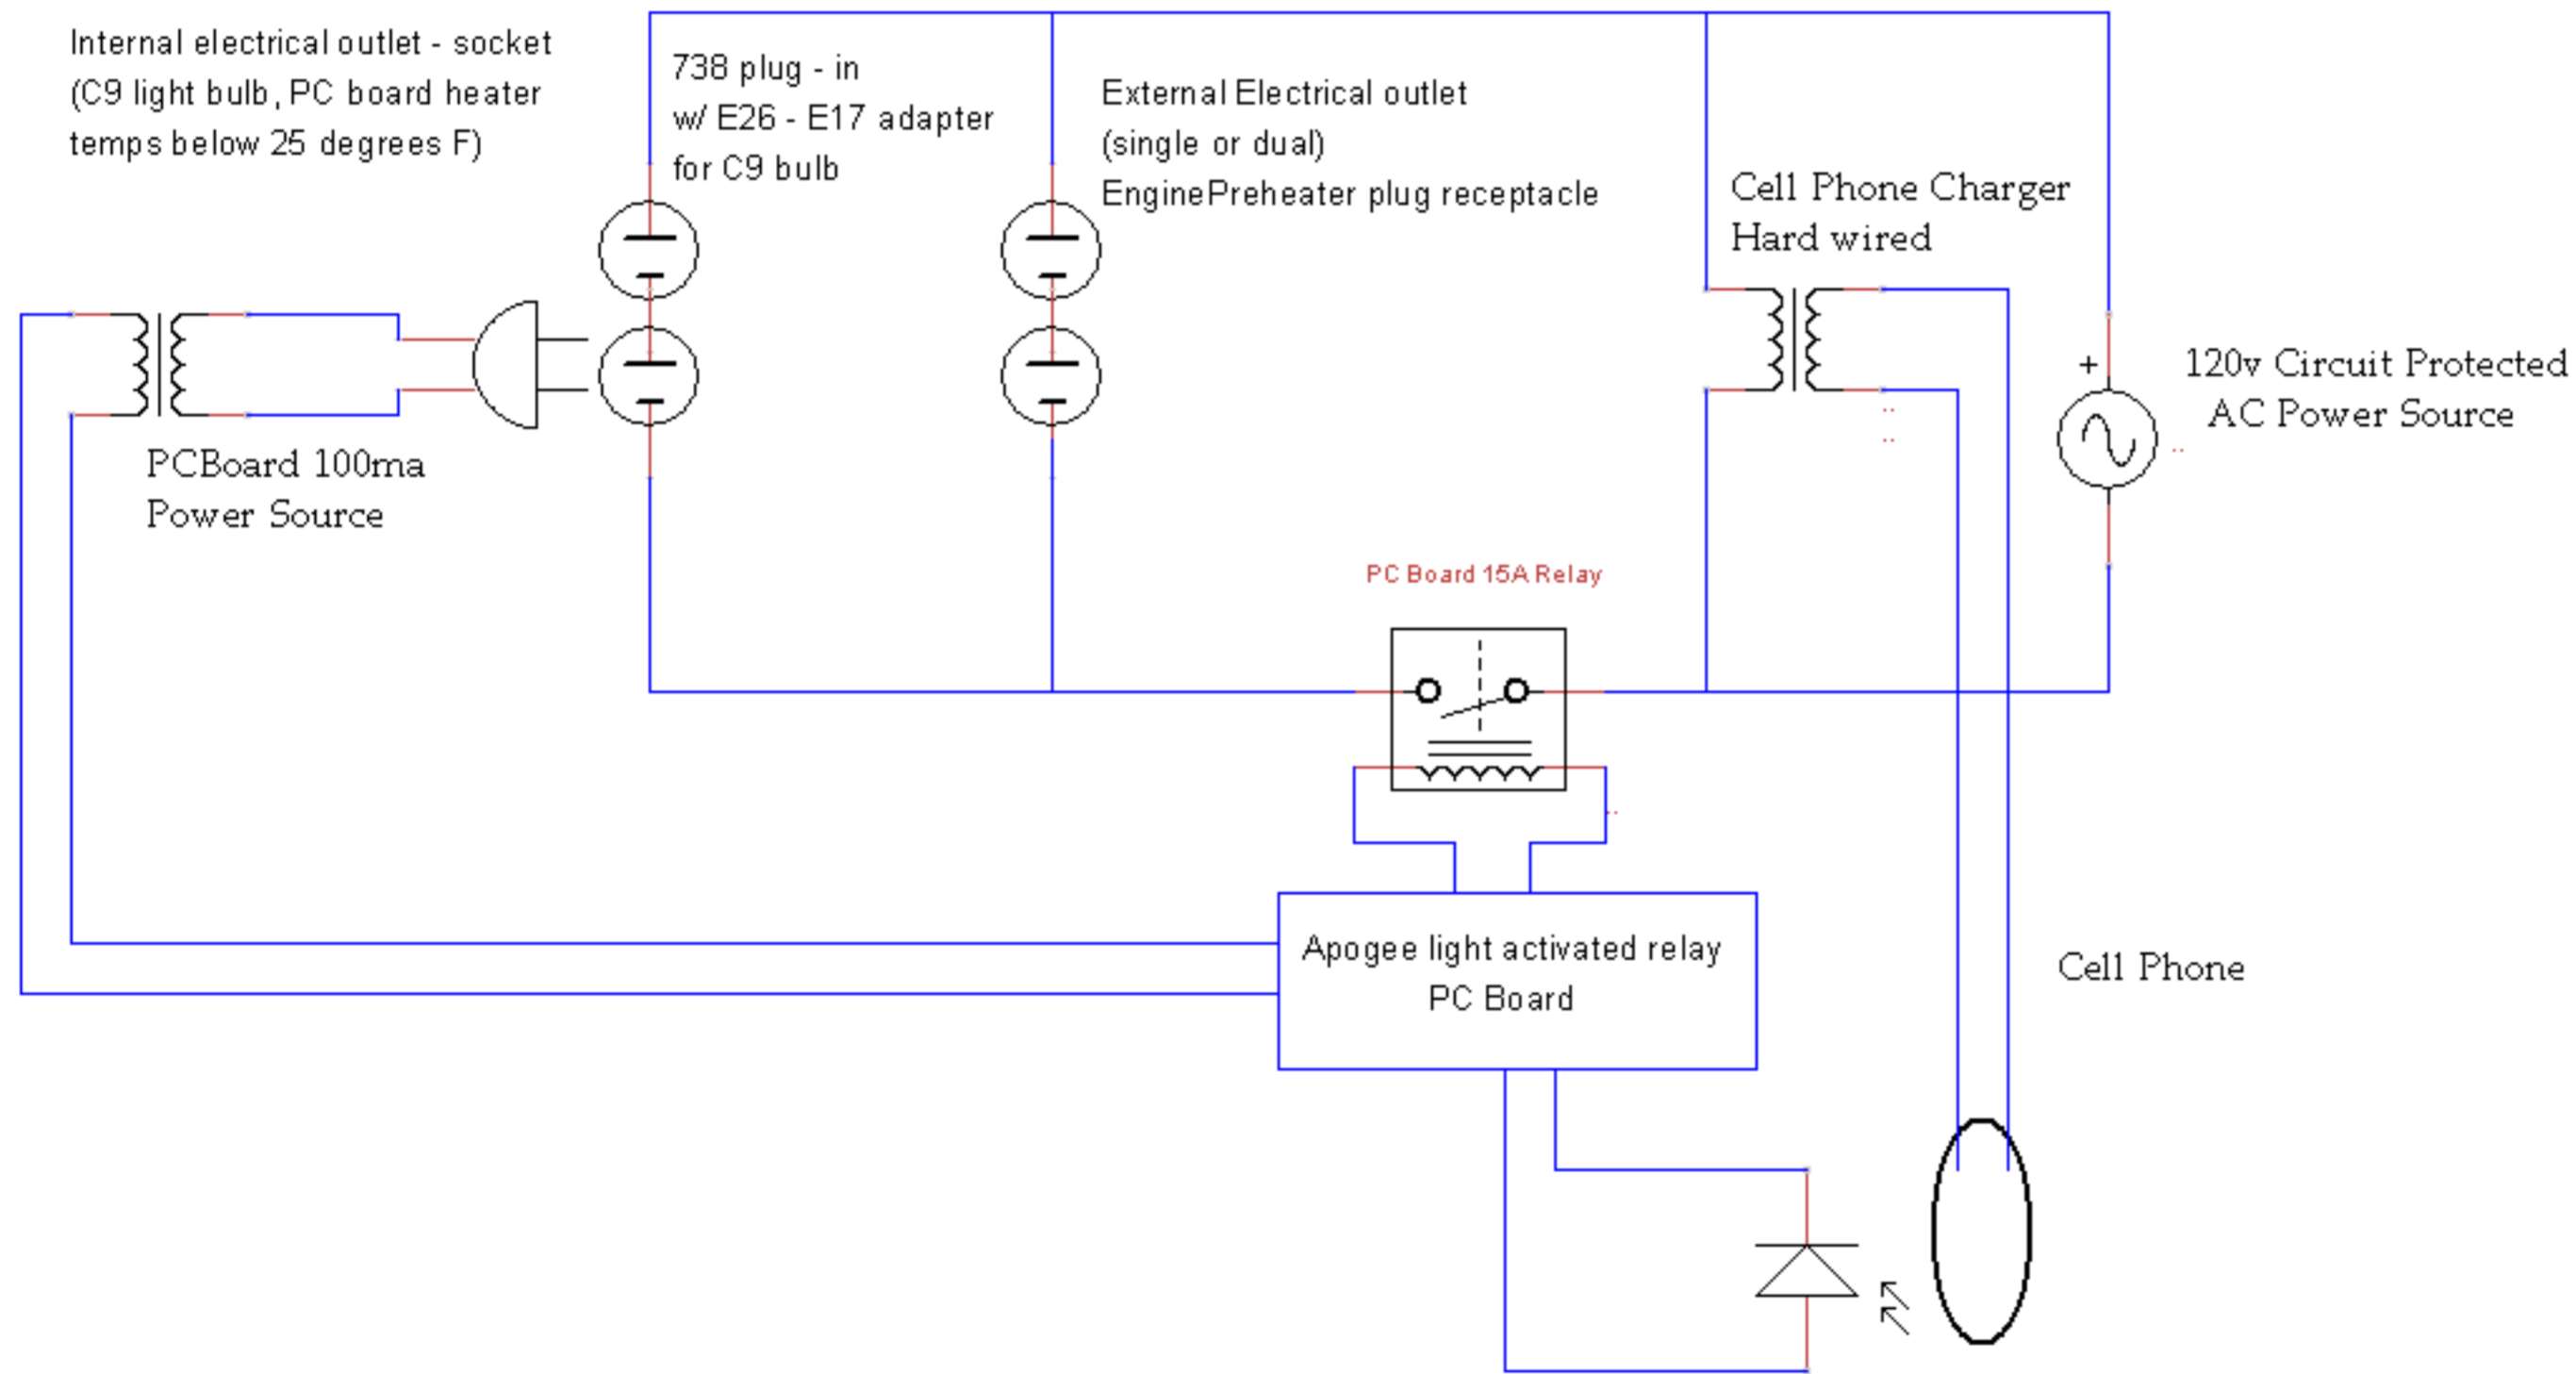 Internal electrical outlet - socket
(C9 light bulb, PC board heater
temps below 25 degrees F)
738 plug - in
w/ E26 - E17 adapter
for C9 bulb
External Electrical outlet
(single or dual)
EnginePreheater plug receptacle
Cell Phone Charger
Hard wired
+
120v Circuit Protected
AC Power Source
PCBoard 100ma
Power Source
PC Board 15A Relay
Apogee light activated relay
PC Board
Cell Phone